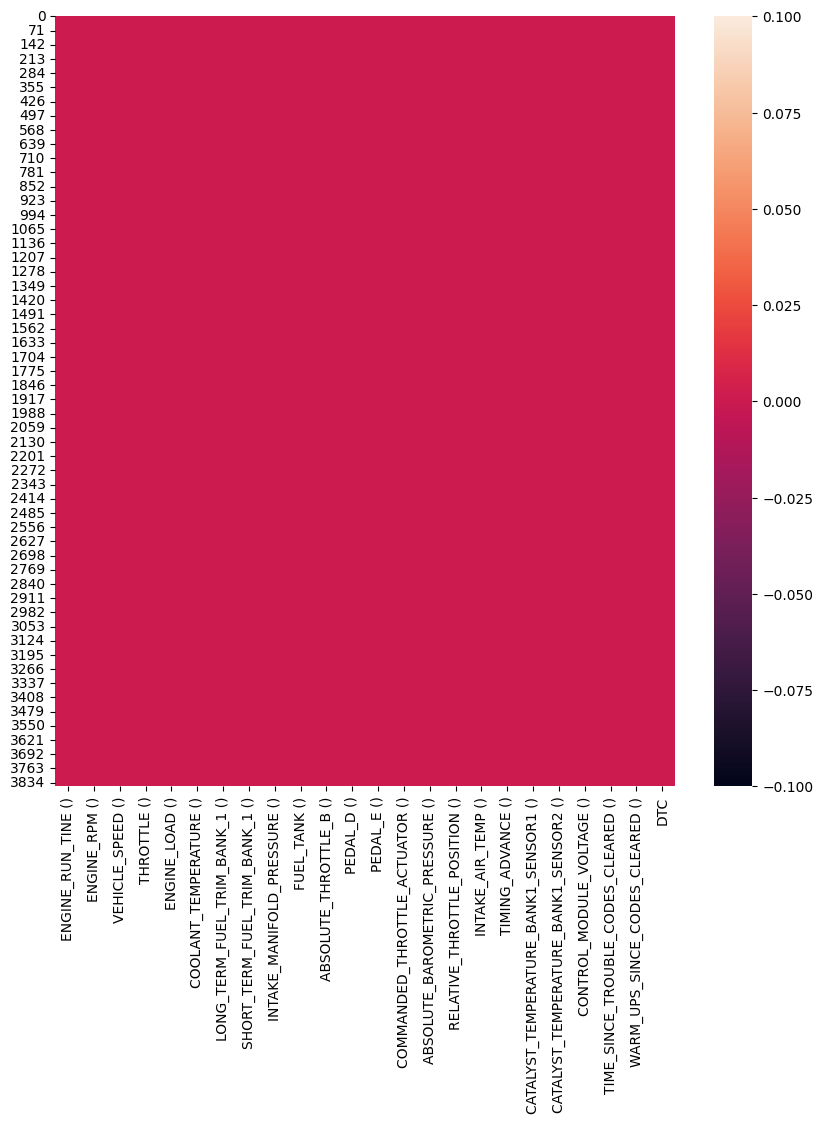 0
71
142
213
284
355
426
497
568
639
710
781
852
923
994
1065
1136
1207
1278
1349
1420
1491
1562
1633
1704
1775
1846
1917
1988
2059
2130
2201
2272
2343
2414
2485
2556
2627
2698
2769
2840
2911
2982
3053
3124
3195
3266
3337
3408
3479
3550
3621
3692
3763
3834
ENGINE_RUN_TINE ()
ENGINE_RPM ()
VEHICLE_SPEED ()
THROTTLE ()
ENGINE_LOAD ()
COOLANT_TEMPERATURE ()
LONG_TERM_FUEL_TRIM_BANK_1 ()
SHORT_TERM_FUEL_TRIM_BANK_1 ()
INTAKE_MANIFOLD_PRESSURE ()
FUEL_TANK ()
ABSOLUTE_THROTTLE_B ()
PEDAL_D ()
PEDAL_E ()
COMMANDED_THROTTLE_ACTUATOR ()
ABSOLUTE_BAROMETRIC_PRESSURE ()
RELATIVE_THROTTLE_POSITION ()
INTAKE_AIR_TEMP ()
TIMING_ADVANCE ()
CATALYST_TEMPERATURE_BANK1_SENSOR1 ()
CATALYST_TEMPERATURE_BANK1_SENSOR2 ()
CONTROL_MODULE_VOLTAGE ()
TIME_SINCE_TROUBLE_CODES_CLEARED ()
WARM_UPS_SINCE_CODES_CLEARED ()
DTC
0.100
0.075
0.050
0.025
0.000
−0.025
−0.050
−0.075
−0.100